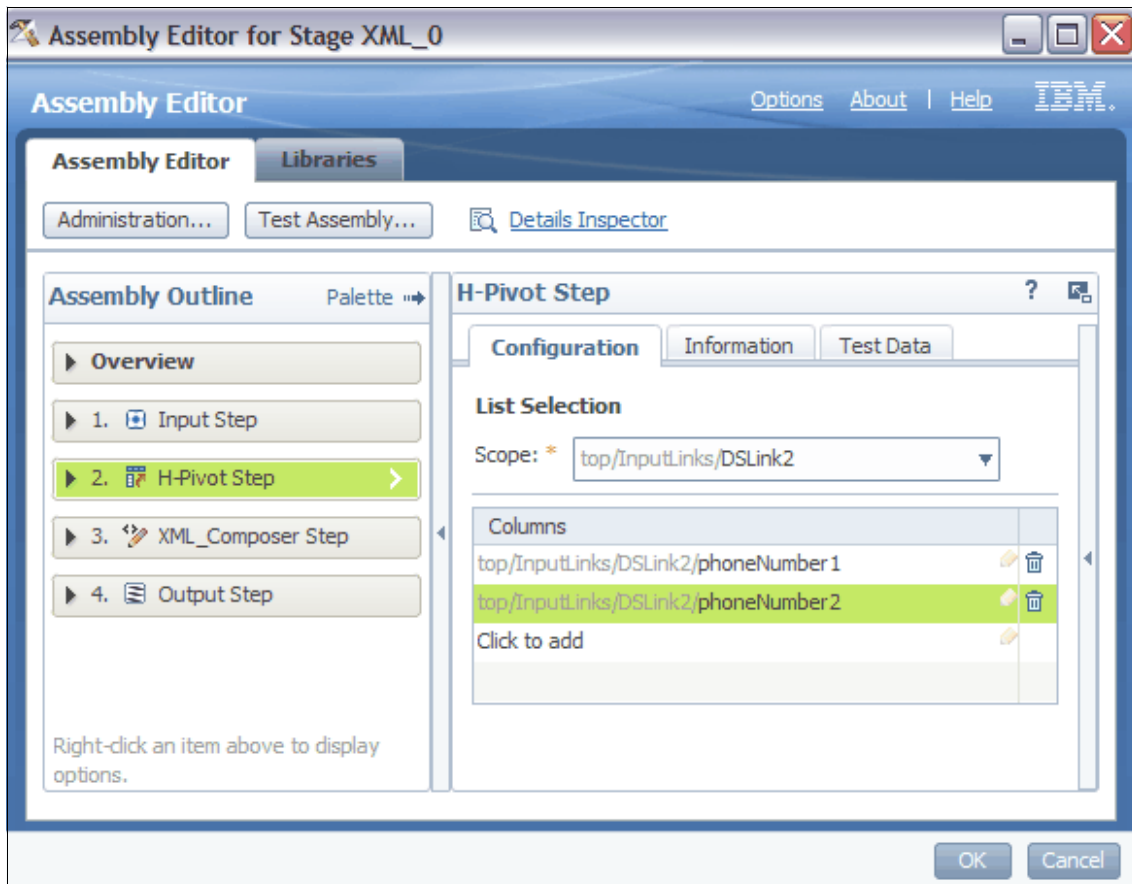 Assembly Editor for Stage XML_0
Assembly Editor
Options About | Help IBM.
Assembly Editor Libraries
Administration... Test Assembly... Details Inspector
Assembly Outline Palette
Overview
1. Input Step
2. H-Pivot Step
3. XML_Composer Step
4. Output Step
Right-click an item above to display
options.
H-Pivot Step ?
Configuration Information Test Data
List Selection
Scope: * top/InputLinks/DSLink2
Columns
top/InputLinks/DSLink2/phoneNumber1
top/InputLinks/DSLink2/phoneNumber2
Click to add
OK Cancel